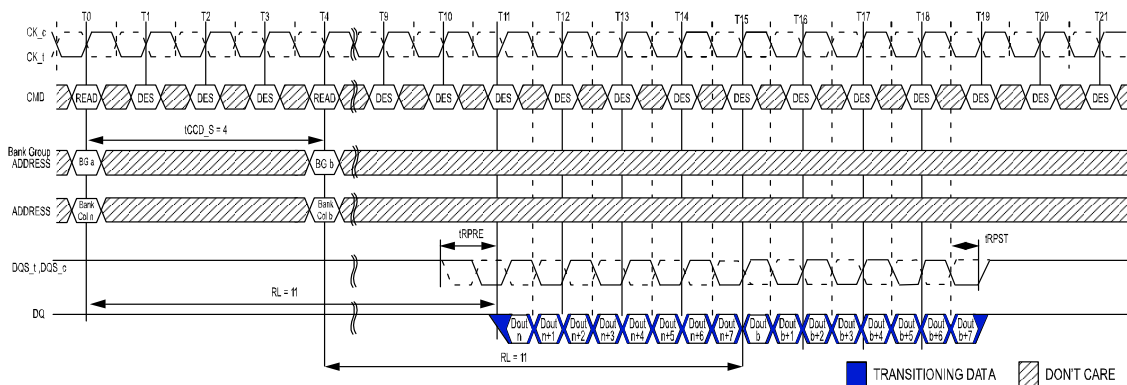 T0 T1 T2 T3 T4 T9 T10 T11 T12 T13 T14 T15 T16 T17 T18 T19 T20 T21
CK_c
CK_t
CMD READ DES DES DES READ DES DES DES DES DES DES DES DES DES DES DES DES DES
tCCD_S = 4
Bank Group
ADDRESS
BG a BG b
ADDRESS
Bank
Col n
Bank
Col b
tRPRE tRPST
DQS_t ,DQS_c
RL = 11
DQ
Dout
n
Dout
n+1
Dout
n+2
Dout
n+3
Dout
n+4
Dout
n+5
Dout
n+6
Dout
n+7
Dout
b
Dout
b+1
Dout
b+2
Dout
b+3
Dout
b+4
Dout
b+5
Dout
b+6
Dout
b+7
RL = 11
TRANSITIONING DATA DON'T CARE